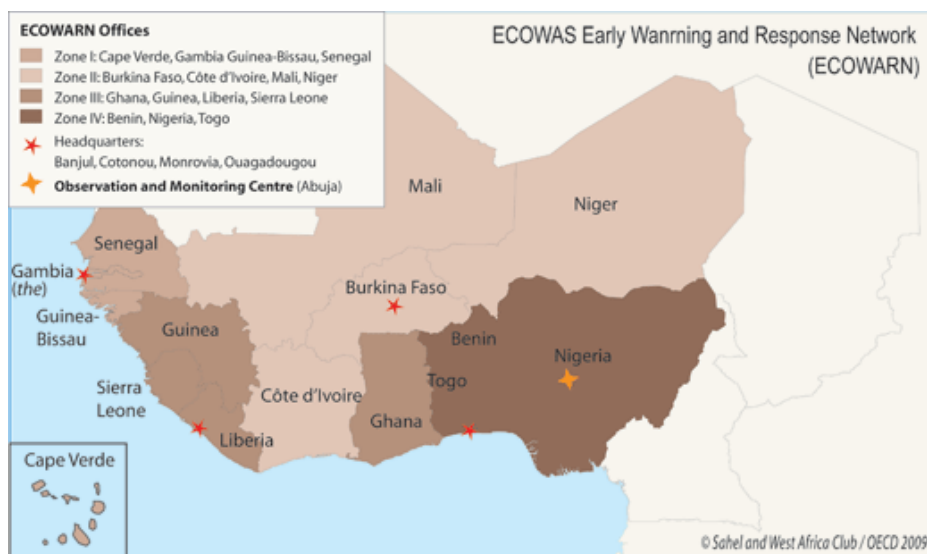 ECOWARN Offices
Zone I: Cape Verde, Gambia Guinea-Bissau, Senegal
Zone II: Burkina Faso, Côte d'Ivoire, Mali, Niger
Zone III: Ghana, Guinea, Liberia, Sierra Leone
Zone IV: Benin, Nigeria, Togo
Headquarters:
Banjul, Cotonou, Monrovia, Ouagadougou
Observation and Monitoring Centre (Abuja)
ECOWAS Early Wanrning and Response Network
(ECOWARN)
Mali
Niger
Senegal
Gambia
(the)
Burkina Faso
Guinea-
Bissau
Guinea
Benin
Nigeria
Sierra
Leone
Côte d'Ivoire
Togo
Ghana
Liberia
Cape Verde
© Sahel and West Africa Club / OECD 2009